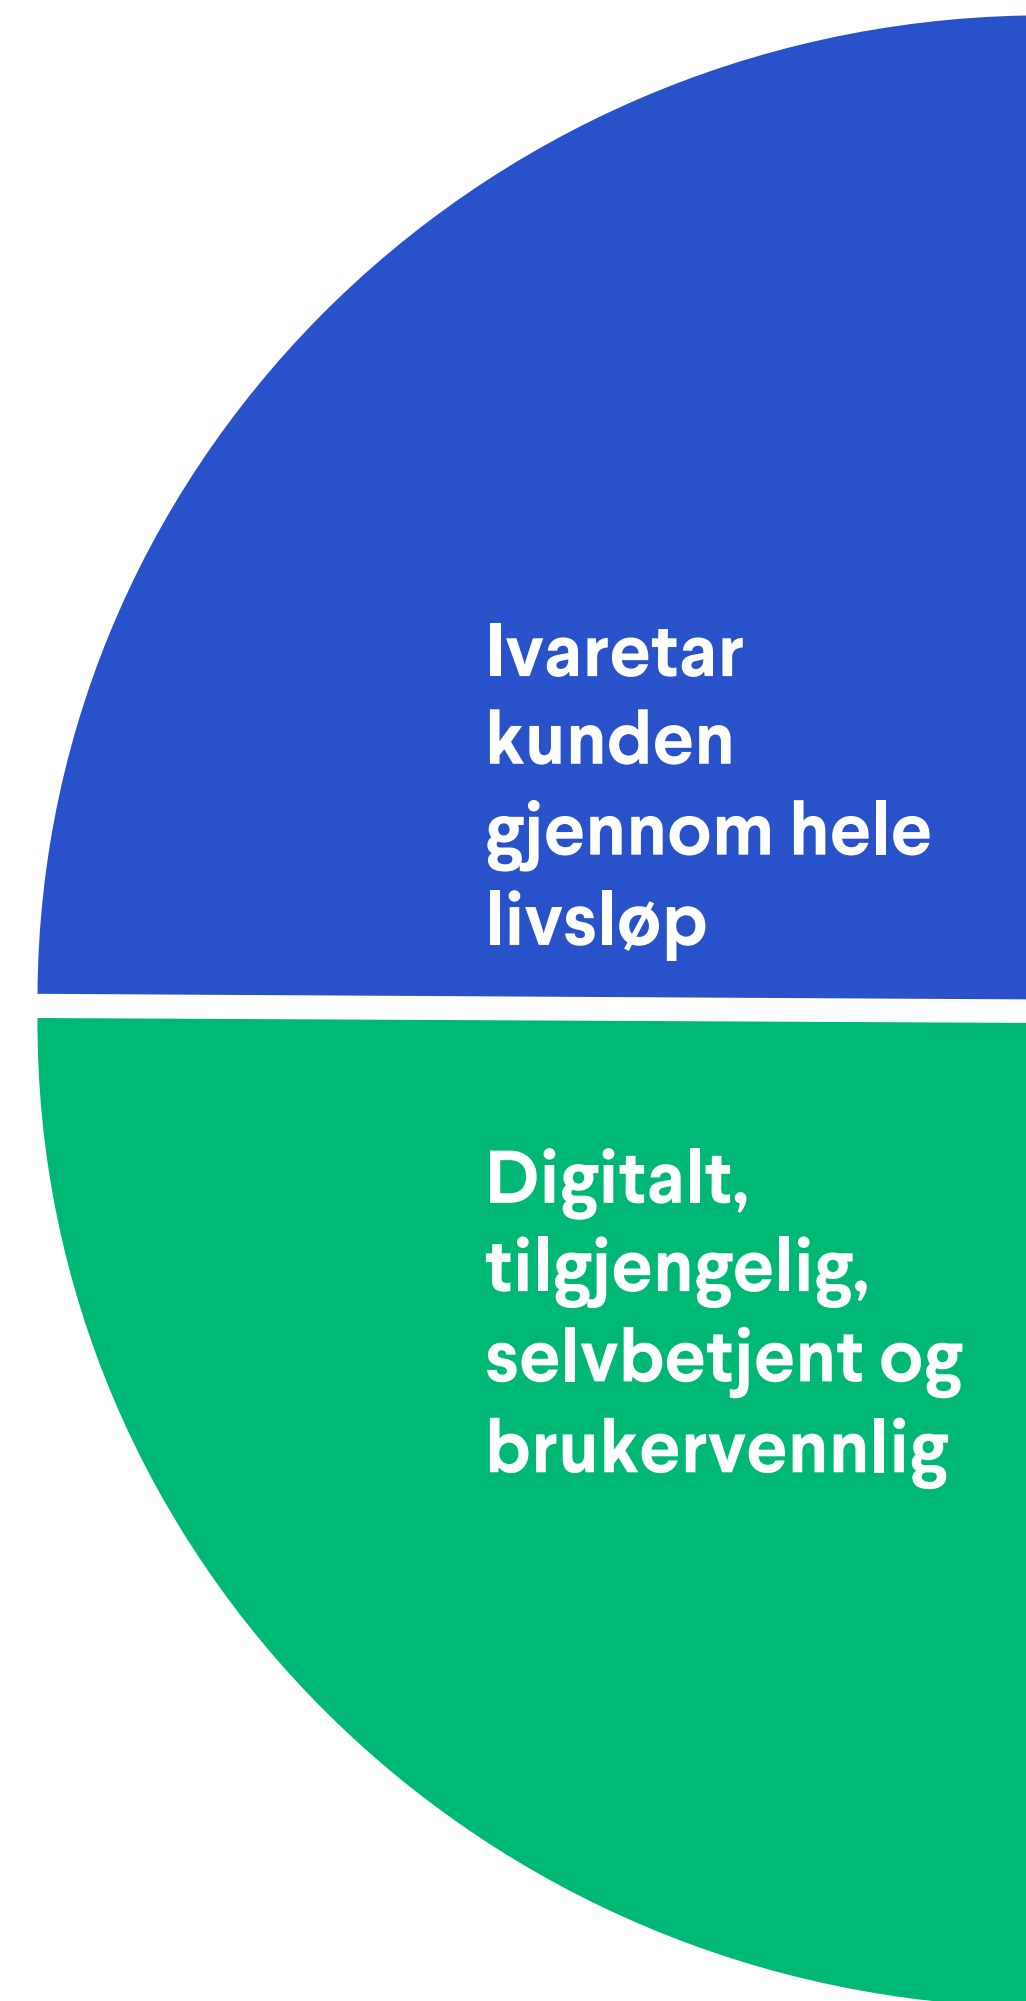 Ivaretar
kunden
gjennom hele
livsløp
Digitalt,
tilgjengelig,
selvbetjent og
brukervennlig